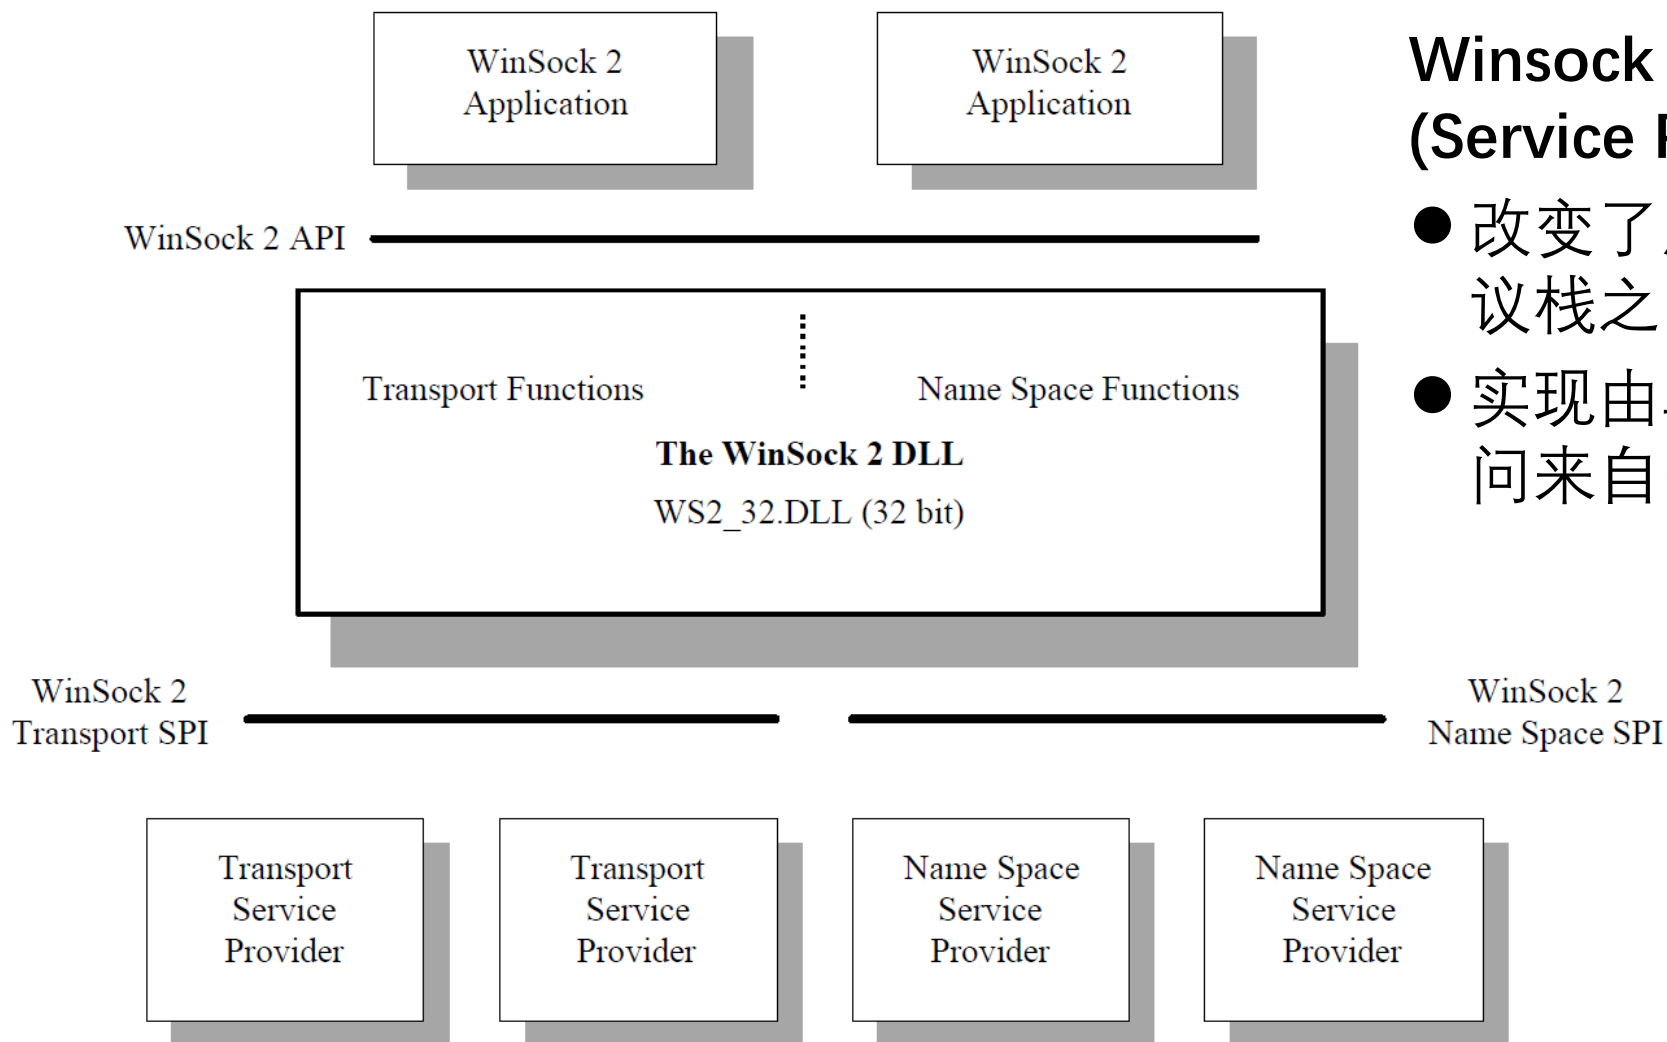 WinSock 2
Application
WinSock 2
Application
WinSock 2 API
Transport Functions
Name Space Functions
The WinSock 2 DLL
WS2_32.DLL (32 bit)
WinSock 2
Transport SPI
WinSock 2
Name Space SPI
Transport
Service
Provider
Transport
Service
Provider
Name Space
Service
Provider
Name Space
Service
Provider
Winsock
(Service
● 改变了
议栈之
● 实现由
问来自